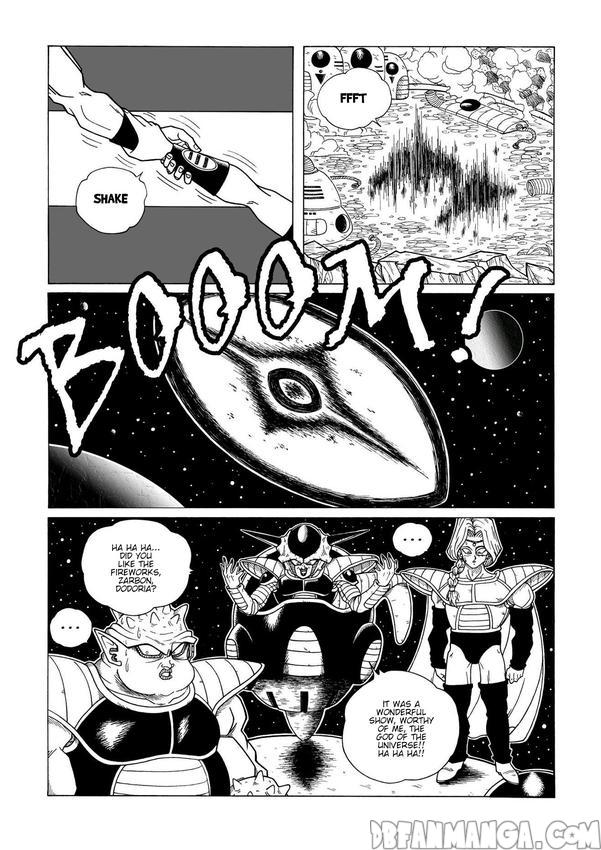 SHAKE
FFFT
BOOOM!
HA HA HA...
DID YOU
LIKE THE
FIREWORKS,
ZARBON,
DODORIA?
...
...
IT WAS A
WONDERFUL
SHOW, WORTHY
OF ME, THE
GOD OF THE
UNIVERSE!!
HA HA HA!!
DBFANMANGA.COM